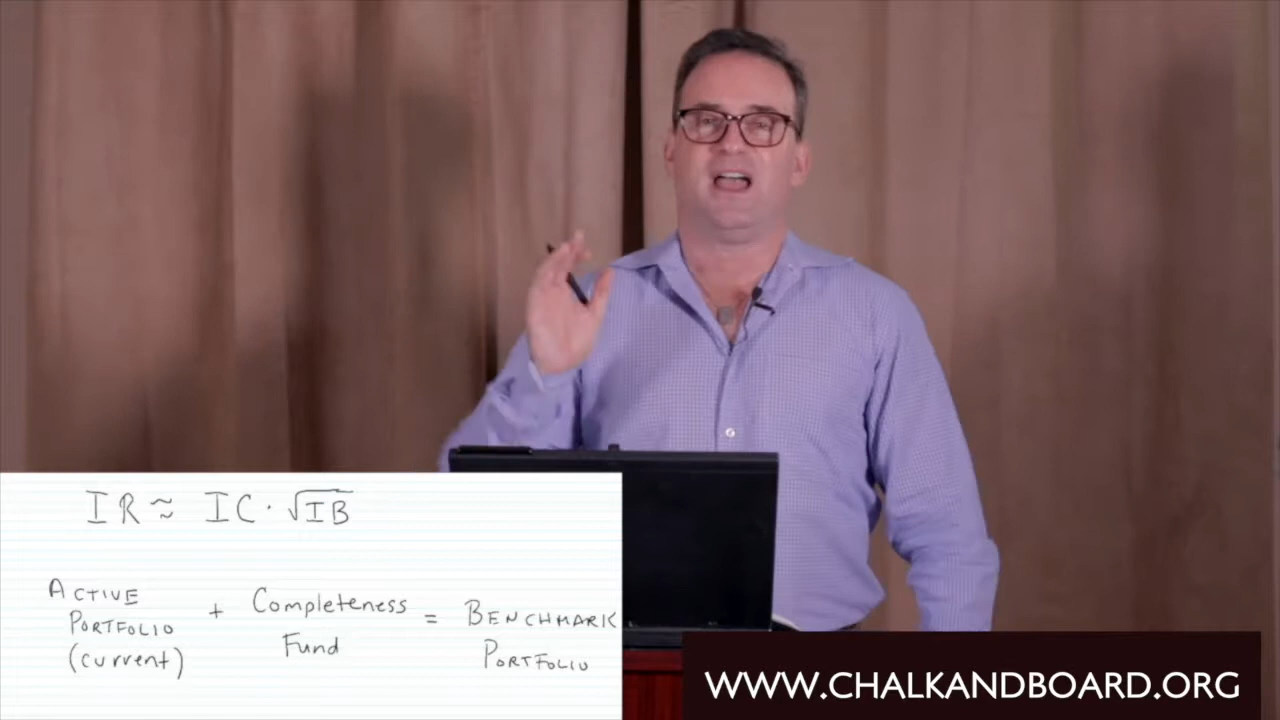 IR ≈ IC · √IB
ACTIVE + Completeness = BENCHMARK
PORTFOLIO Fund PORTFOLIO
(current)
WWW.CHALKANDBOARD.ORG